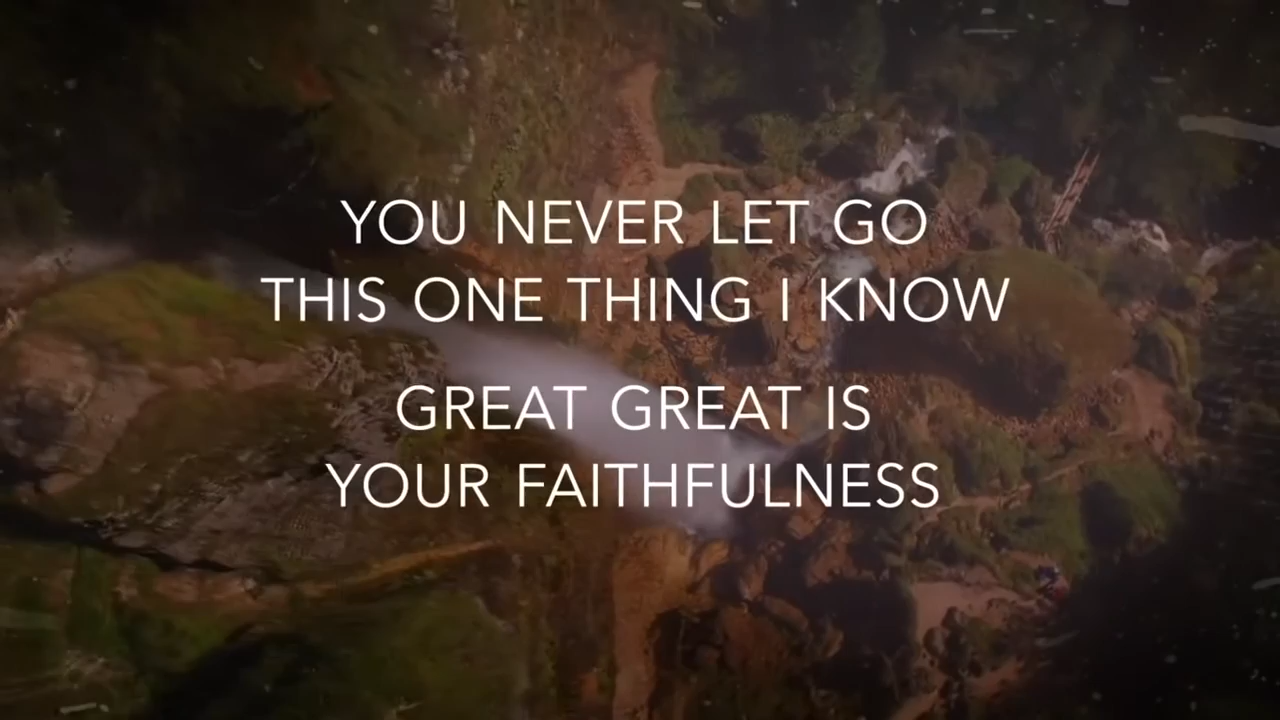 YOU NEVER LET GO
THIS ONE THING I KNOW
GREAT GREAT IS
YOUR FAITHFULNESS